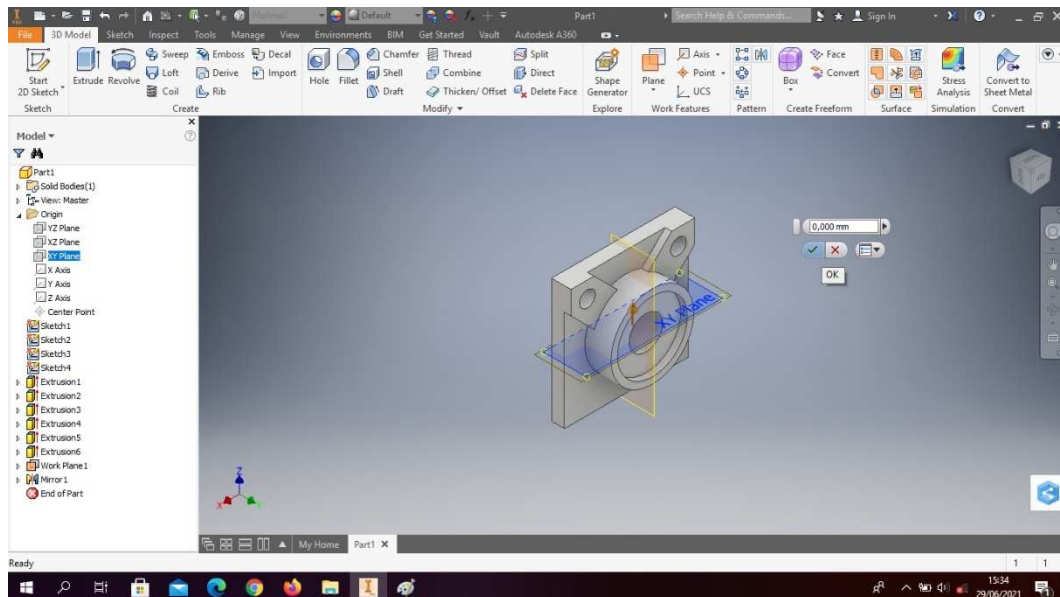 Material Default Part1 Search Help & Commands... Sign In
File 3D Model Sketch Inspect Tools Manage View Environments BIM Get Started Vault Autodesk A360
Start 2D Sketch
Extrude
Revolve
Sweep
Loft
Coil
Emboss
Derive
Rib
Decal
Import
Hole
Fillet
Chamfer
Shell
Draft
Thread
Combine
Thicken/ Offset
Split
Direct
Delete Face
Shape Generator
Plane
Axis
Point
UCS
Box
Face
Convert
Stress Analysis
Convert to Sheet Metal
Sketch Create Modify Explore Work Features Pattern Create Freeform Surface Simulation Convert
Model
Part1
Solid Bodies(1)
View: Master
Origin
YZ Plane
XZ Plane
XY Plane
X Axis
Y Axis
Z Axis
Center Point
Sketch1
Sketch2
Sketch3
Sketch4
Extrusion1
Extrusion2
Extrusion3
Extrusion4
Extrusion5
Extrusion6
Work Plane1
Mirror1
End of Part
0,000 mm
OK
XY Plane
Z
X
My Home Part1
Ready 1 1
15:34
29/06/2021